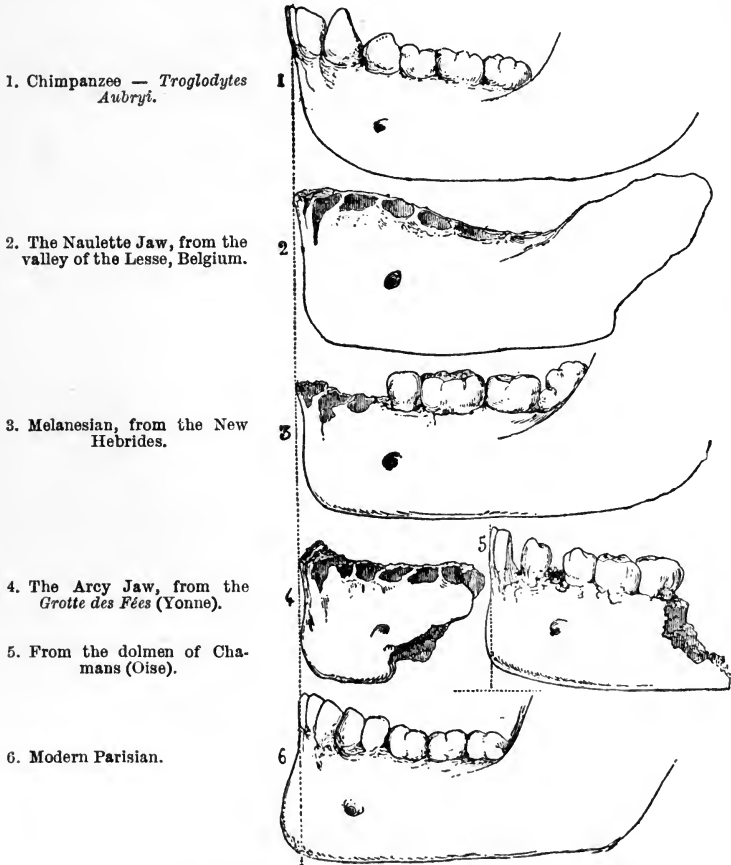 1. Chimpanzee — Troglodytes
Aubryi.
1
2. The Naulette Jaw, from the
valley of the Lesse, Belgium.
2
3. Melanesian, from the New
Hebrides.
3
4. The Arcy Jaw, from the
Grotte des Fées (Yonne).
4
5
5. From the dolmen of Cha-
mans (Oise).
6. Modern Parisian.
6